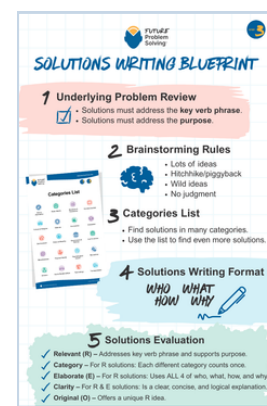 FUTURE
Problem
Solving
3
SOLUTIONS WRITING BLUEPRINT
1 Underlying Problem Review
• Solutions must address the key verb phrase.
• Solutions must address the purpose.
2 Brainstorming Rules
• Lots of ideas
• Hitchhike/piggyback
• Wild ideas
• No judgment
Categories List
3 Categories List
• Find solutions in many categories.
• Use the list to find even more solutions.
4 Solutions Writing Format
WHO WHAT
HOW WHY
5 Solutions Evaluation
Relevant (R) – Addresses key verb phrase and supports purpose.
Category – For R solutions: Each different category counts once.
Elaborate (E) – For R solutions: Uses ALL 4 of who, what, how, and why
Clarity – For R & E solutions: Is a clear, concise, and logical explanation.
Original (O) – Offers a unique R idea.